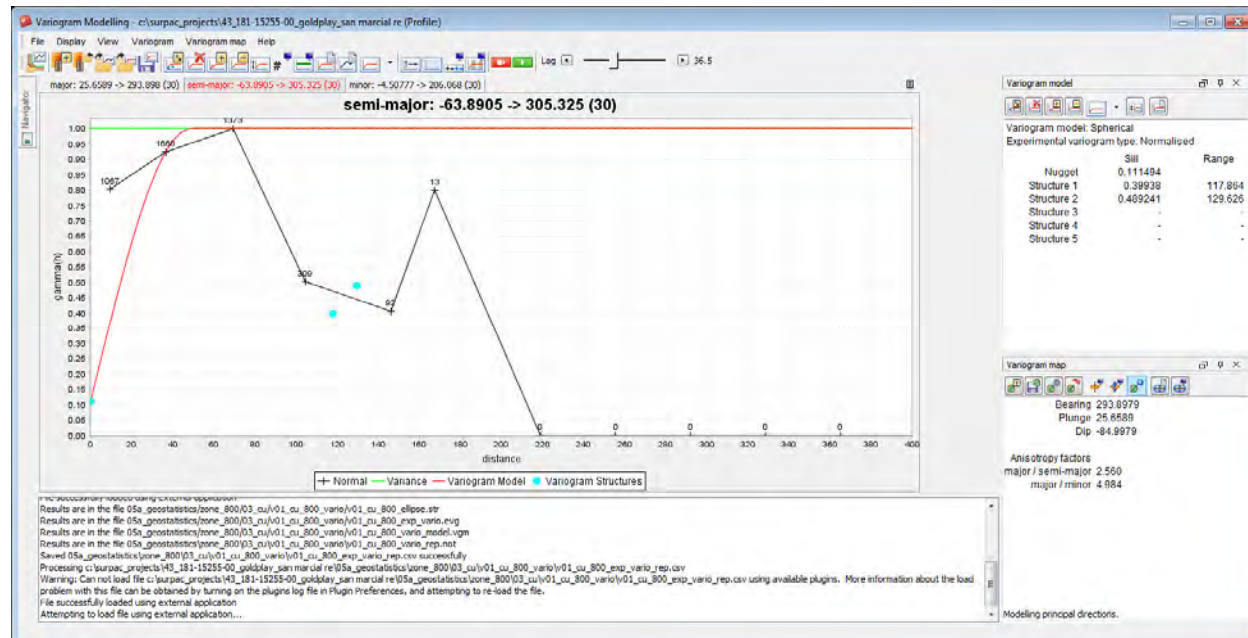 Variogram Modelling - c:\surpac_projects\43_181-15255-00_goldplay_san marcial re (Profile:)
File Display View Variogram Variogram map Help
Lag 36.5
Navigator
major: 25.6589 -> 293.898 (30) semi-major: -63.8905 -> 305.325 (30) minor: -4.50777 -> 206.068 (30)
semi-major: -63.8905 -> 305.325 (30)
gamma(h)
1.00
0.95
0.90
0.85
0.80
0.75
0.70
0.65
0.60
0.55
0.50
0.45
0.40
0.35
0.30
0.25
0.20
0.15
0.10
0.05
0.00
1067
1373
309
92
13
0 0 0 0 0
0 20 40 60 80 100 120 140 160 180 200 220 240 260 280 300 320 340 360 380 400
distance
Normal Variance Variogram Model Variogram Structures
File successfully loaded using external application
Results are in the file 05a_geostatistics/zone_800/03_cu/v01_cu_800_vario/v01_cu_800_ellipse.str
Results are in the file 05a_geostatistics/zone_800/03_cu/v01_cu_800_vario/v01_cu_800_exp_vario.evg
Results are in the file 05a_geostatistics/zone_800/03_cu/v01_cu_800_vario/v01_cu_800_vario_model.vgm
Results are in the file 05a_geostatistics/zone_800/03_cu/v01_cu_800_vario/v01_cu_800_vario_rep.not
Saved 05a_geostatistics\zone_800\03_cu\v01_cu_800_vario\v01_cu_800_exp_vario_rep.csv successfully
Processing c:\surpac_projects\43_181-15255-00_goldplay_san marcial re\05a_geostatistics\zone_800\03_cu\v01_cu_800_vario\v01_cu_800_exp_vario_rep.csv
Warning: Can not load file c:\surpac_projects\43_181-15255-00_goldplay_san marcial re\05a_geostatistics\zone_800\03_cu\v01_cu_800_vario\v01_cu_800_exp_vario_rep.csv using available plugins. More information about the load
problem with this file can be obtained by turning on the plugins log file in Plugin Preferences, and attempting to re-load the file.
File successfully loaded using external application
Attempting to load file using external application...
Variogram model
Variogram model: Spherical
Experimental variogram type: Normalised
Sill Range
Nugget 0.111494
Structure 1 0.39938 117.864
Structure 2 0.489241 129.626
Structure 3 - -
Structure 4 - -
Structure 5 - -
Variogram map
Bearing 293.8979
Plunge 25.6589
Dip -84.9979
Anisotropy factors
major / semi-major 2.560
major / minor 4.984
Modelling principal directions.